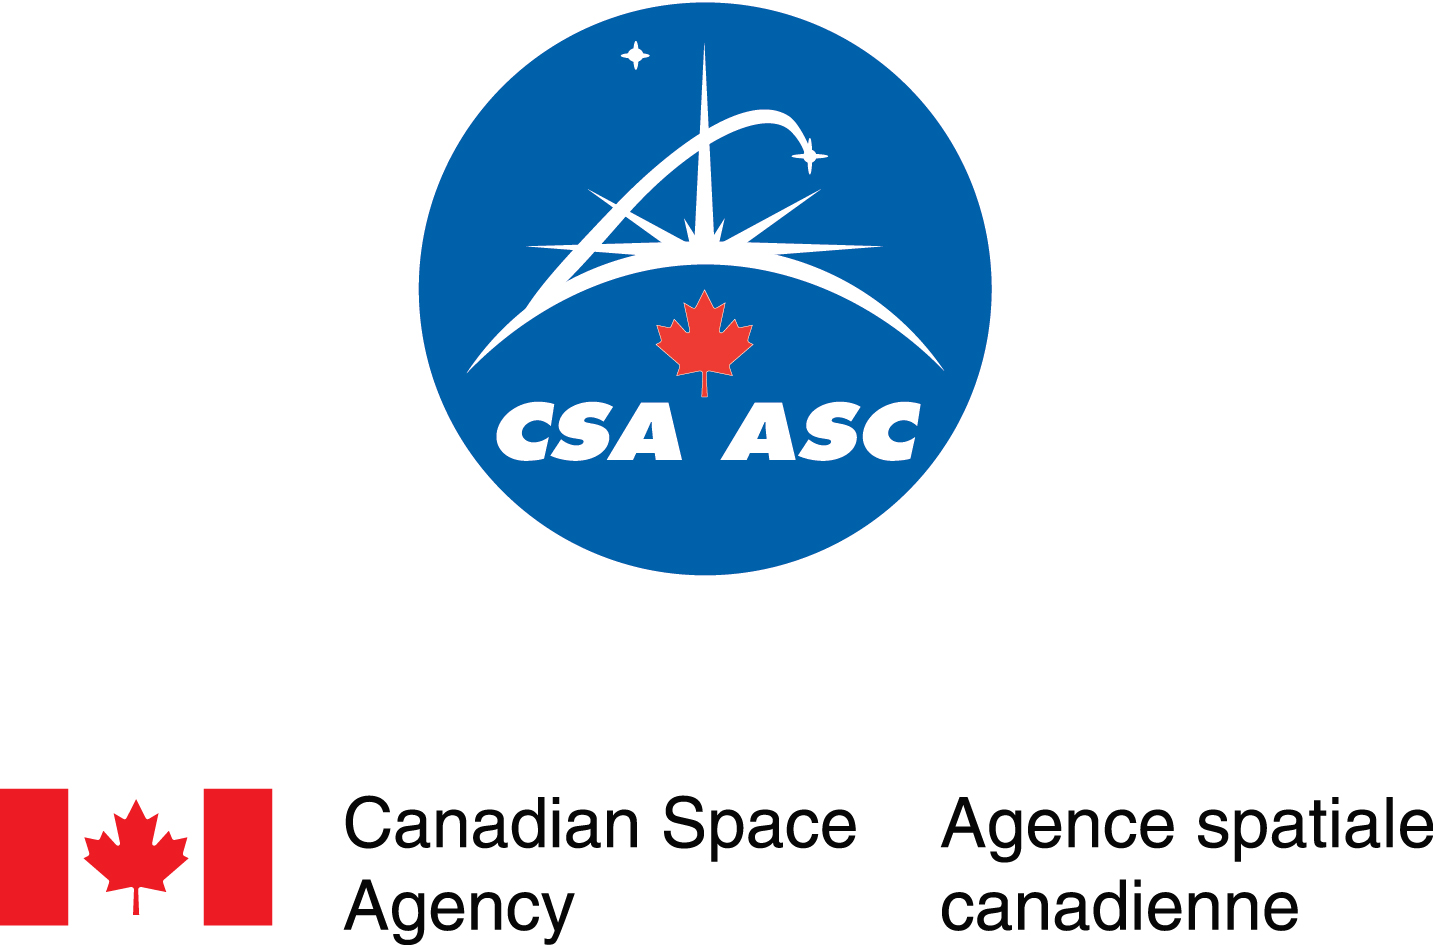 CSA ASC
Canadian Space
Agency
Agence spatiale
canadienne